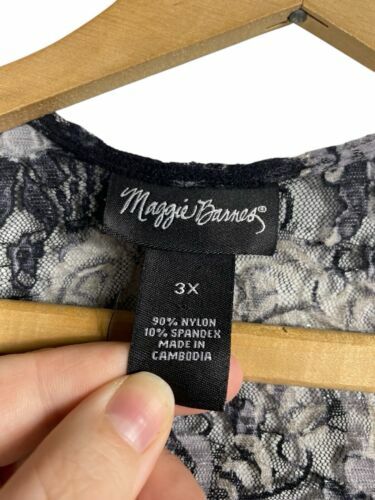 Maggie Barnes®
3X
90% NYLON
10% SPANDEX
MADE IN
CAMBODIA